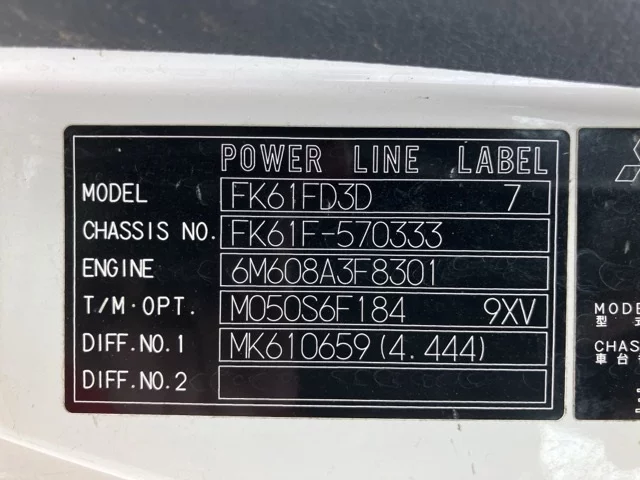 POWER LINE LABEL
MODEL FK61FD3D 7
CHASSIS NO. FK61F-570333
ENGINE 6M608A3F8301
T/M·OPT. M050S6F184 9XV
DIFF.NO.1 MK610659(4.444)
DIFF.NO.2
MODE
型式
CHAS
車台